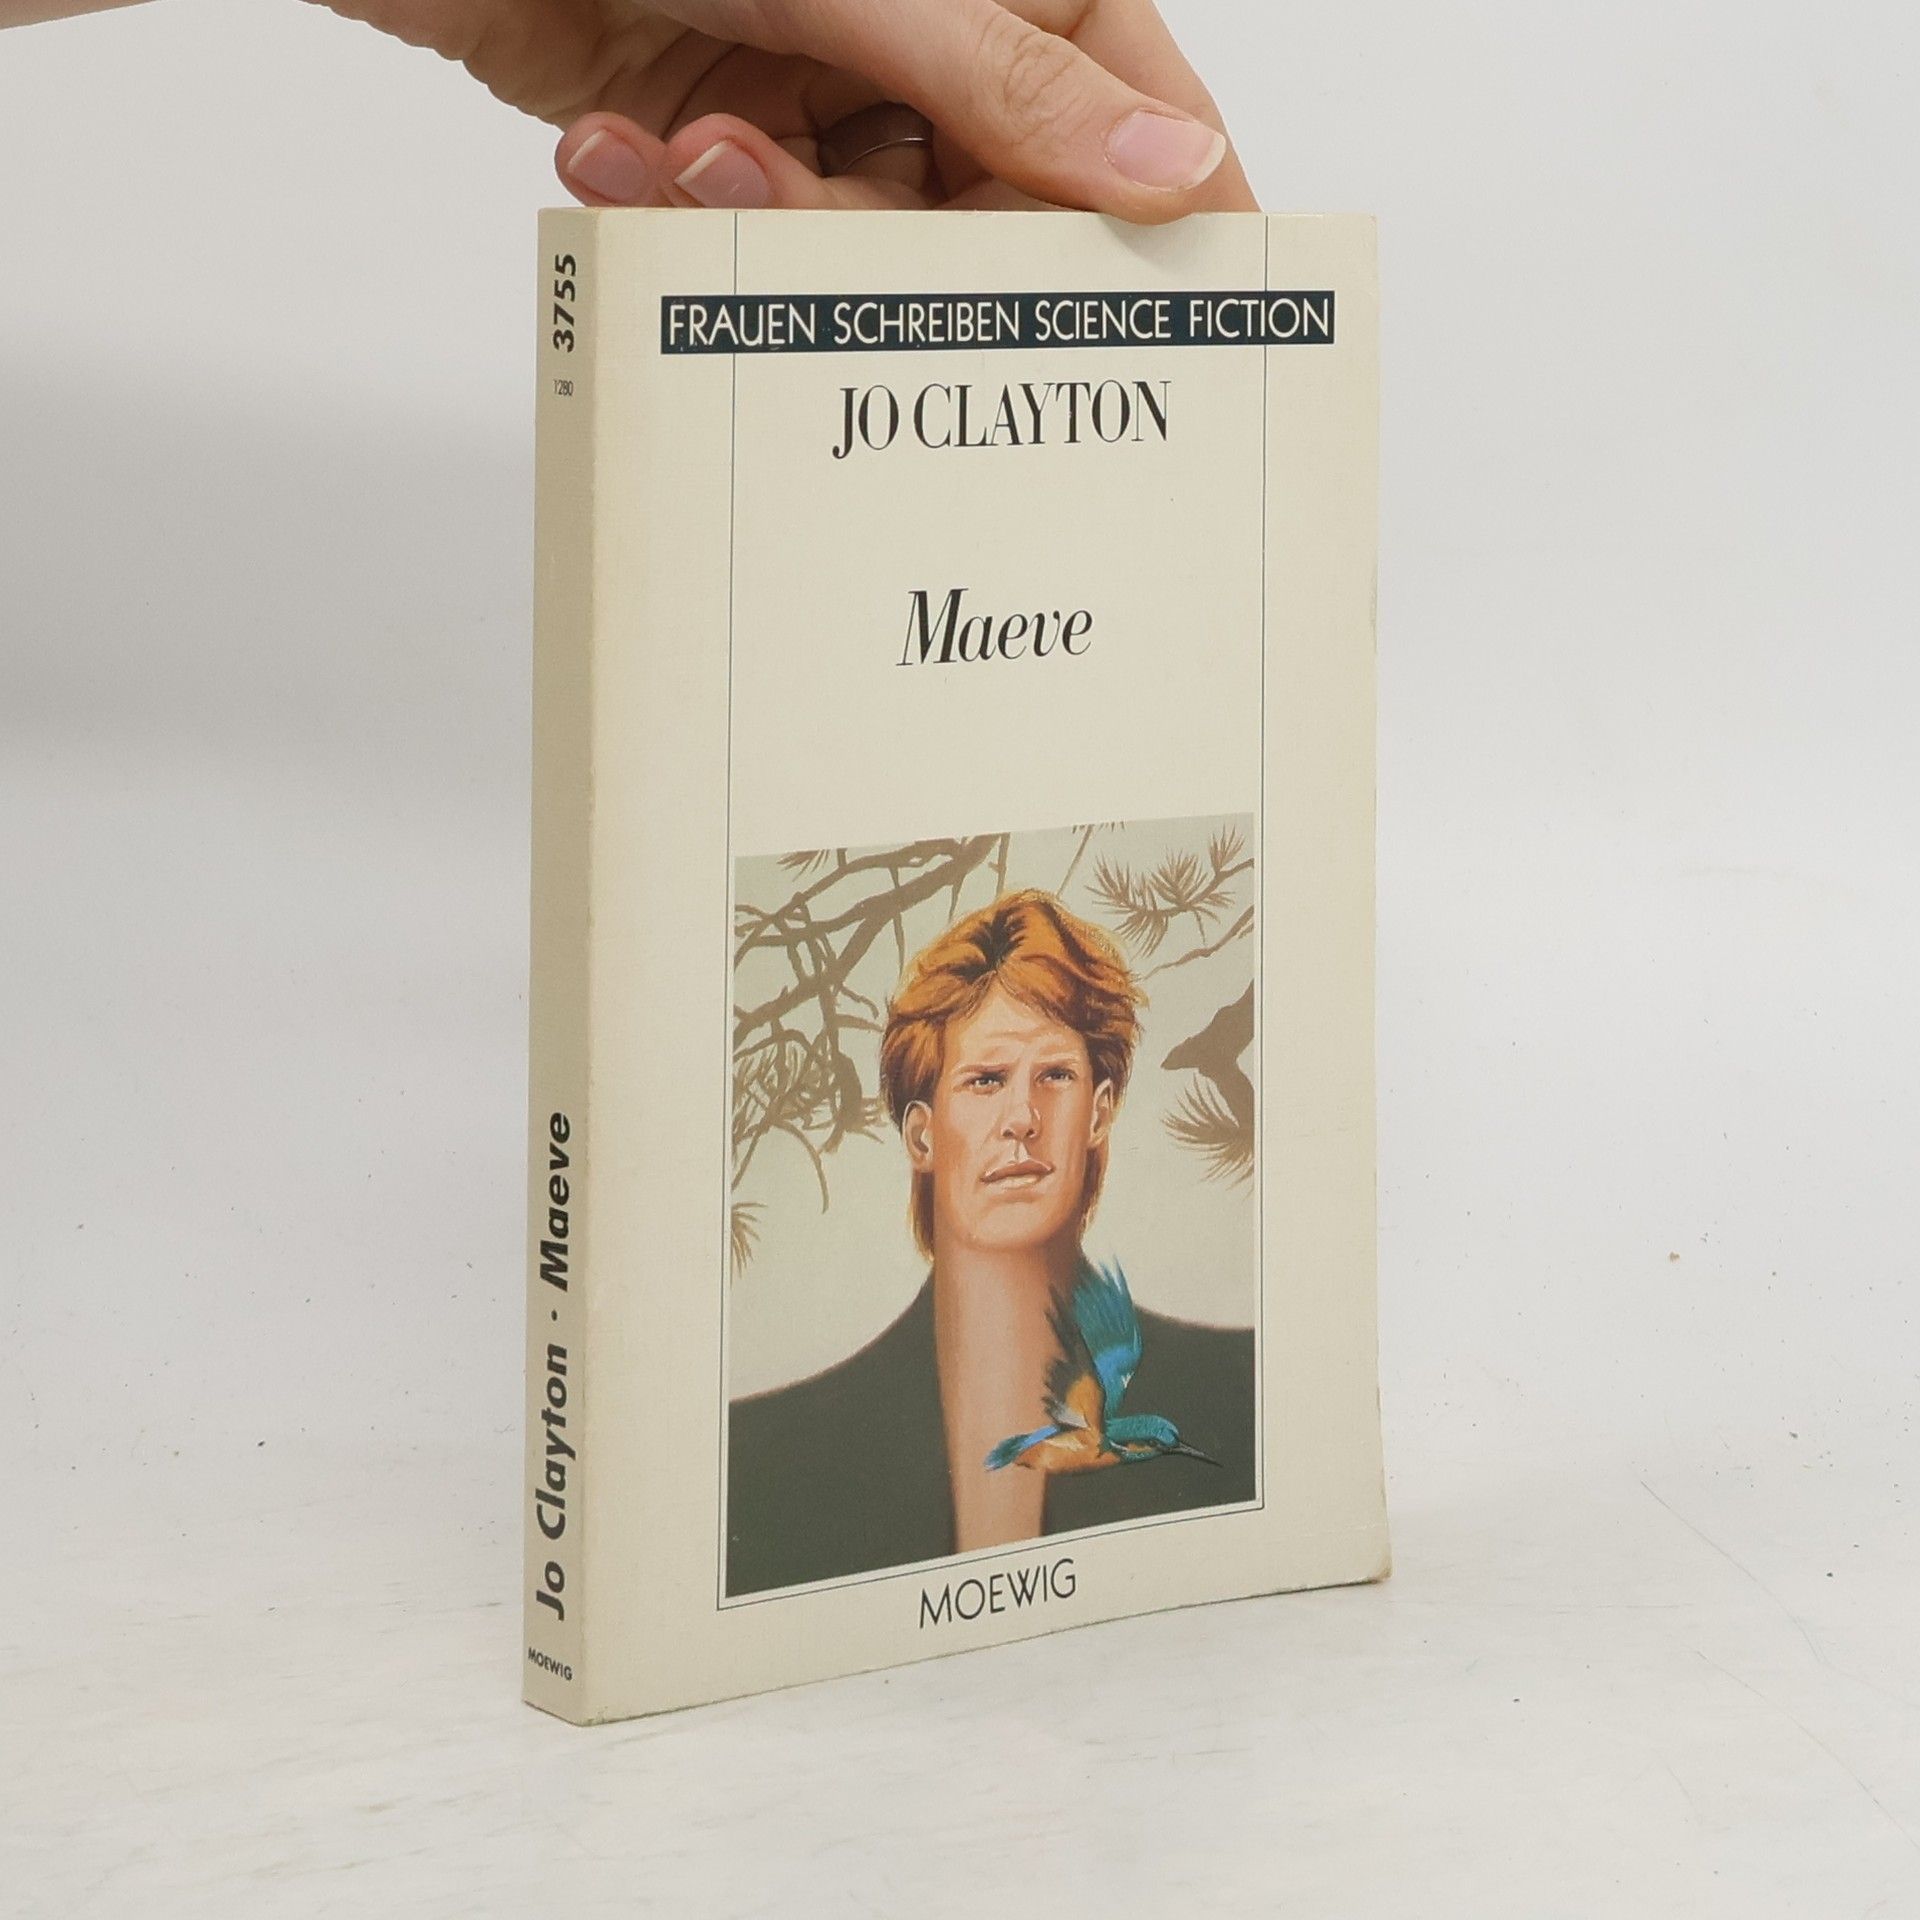 FRAUEN SCHREIBEN SCIENCE FICTION
JO CLAYTON
Maeve
MOEWIG
3755
1280
Jo Clayton · Maeve
MOEWIG